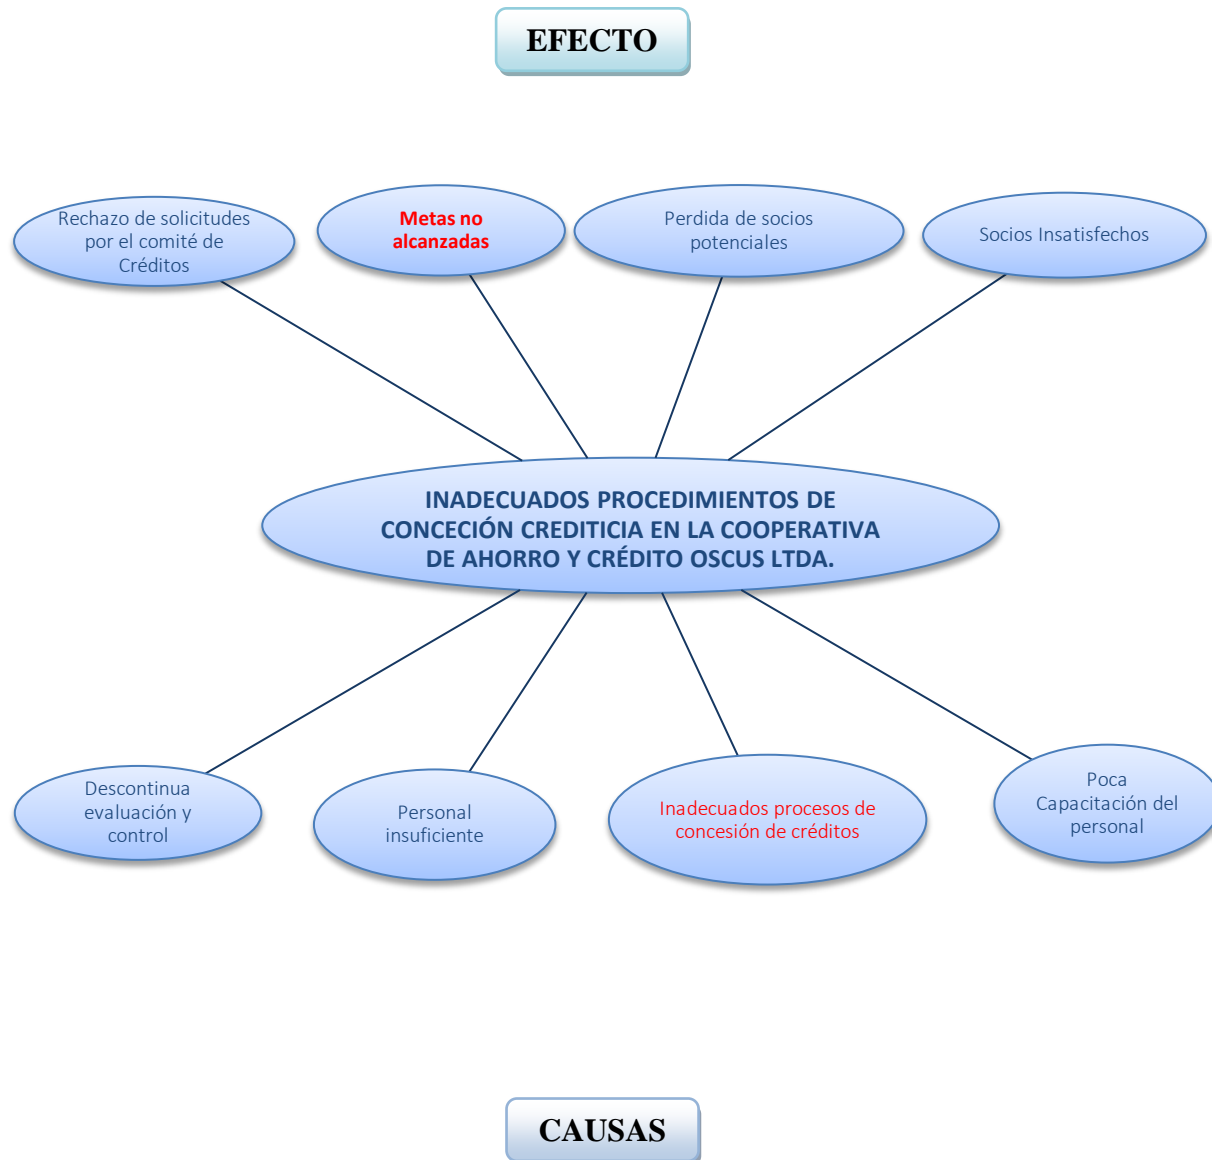 EFECTO
Rechazo de solicitudes
por el comité de
Créditos
Metas no
alcanzadas
Perdida de socios
potenciales
Socios Insatisfechos
INADECUADOS PROCEDIMIENTOS DE
CONCECIÓN CREDITICIA EN LA COOPERATIVA
DE AHORRO Y CRÉDITO OSCUS LTDA.
Descontinua
evaluación y
control
Personal
insuficiente
Inadecuados procesos de
concesión de créditos
Poca
Capacitación del
personal
CAUSAS